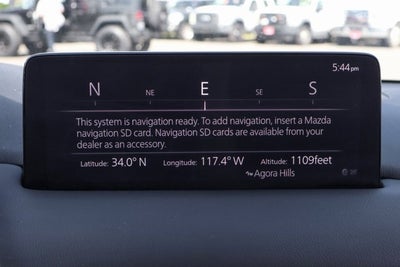 5:44pm
N NE E SE S
This system is navigation ready. To add navigation, insert a Mazda
navigation SD card. Navigation SD cards are available from your
dealer as an accessory.
Latitude: 34.0° N Longitude: 117.4° W Altitude: 1109feet
Agora Hills